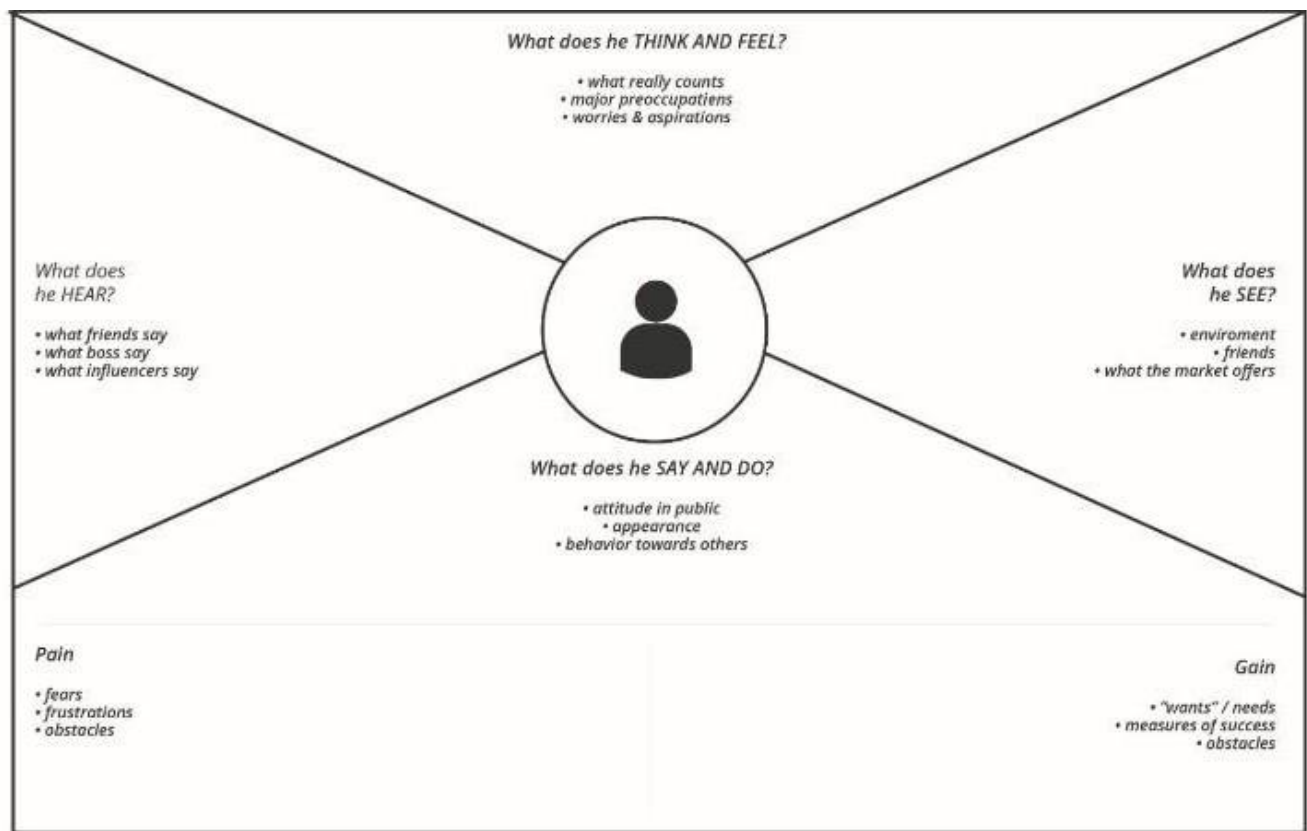 What does he THINK AND FEEL?
• what really counts
• major preoccupatiens
• worries & aspirations
What does
he HEAR?
• what friends say
• what boss say
• what influencers say
What does
he SEE?
• enviroment
• friends
• what the market offers
What does he SAY AND DO?
• attitude in public
• appearance
• behavior towards others
Pain
• fears
• frustrations
• obstacles
Gain
• "wants" / needs
• measures of success
• obstacles